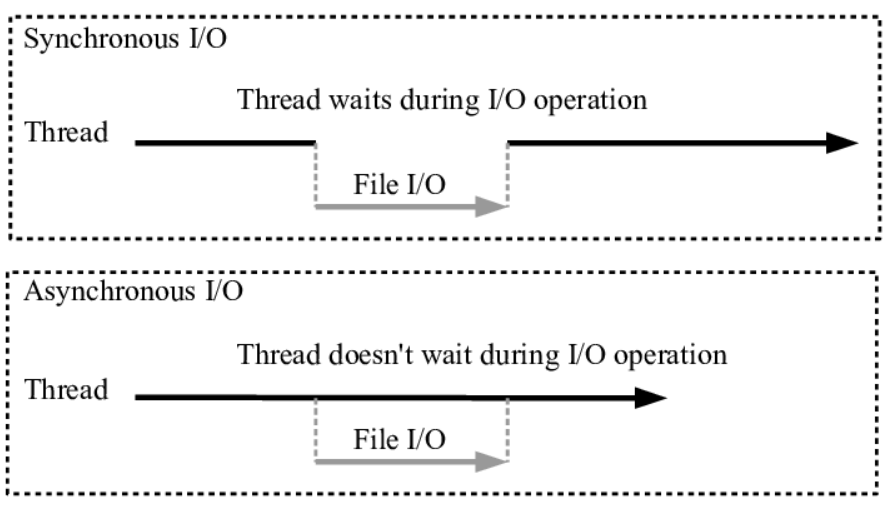 Synchronous I/O
Thread waits during I/O operation
Thread
File I/O
Asynchronous I/O
Thread doesn't wait during I/O operation
Thread
File I/O